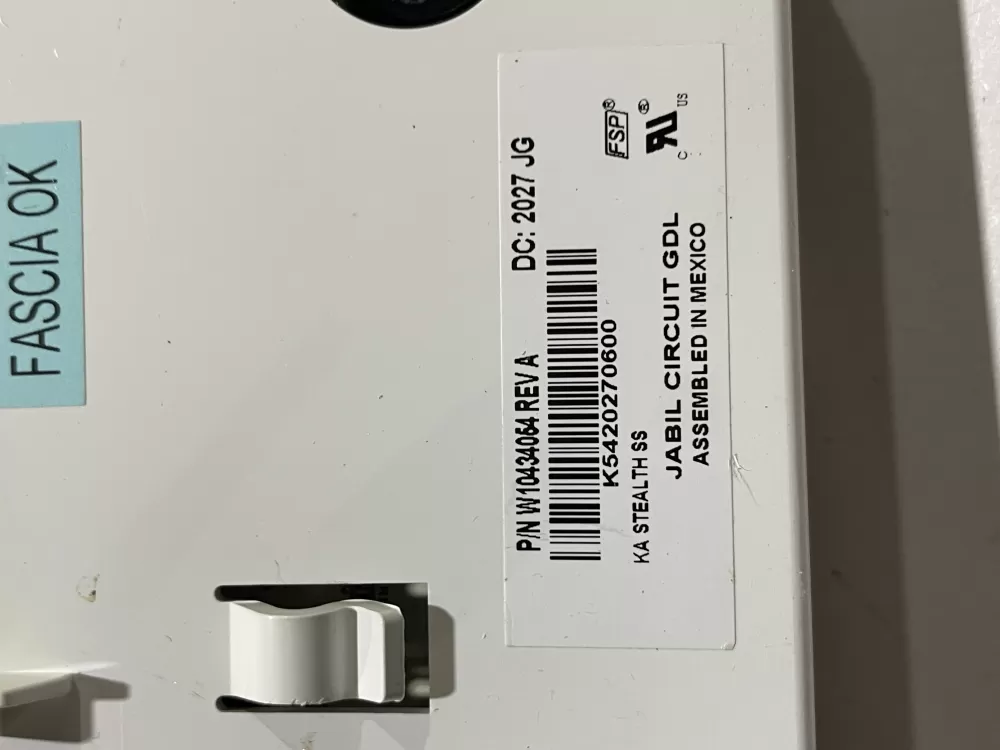 FASCIA OK
P/N W10434064 REV A DC: 2027 JG
K5420270600
KA STEALTH SS
FSP®
JABIL CIRCUIT GDL
C US ®
ASSEMBLED IN MEXICO